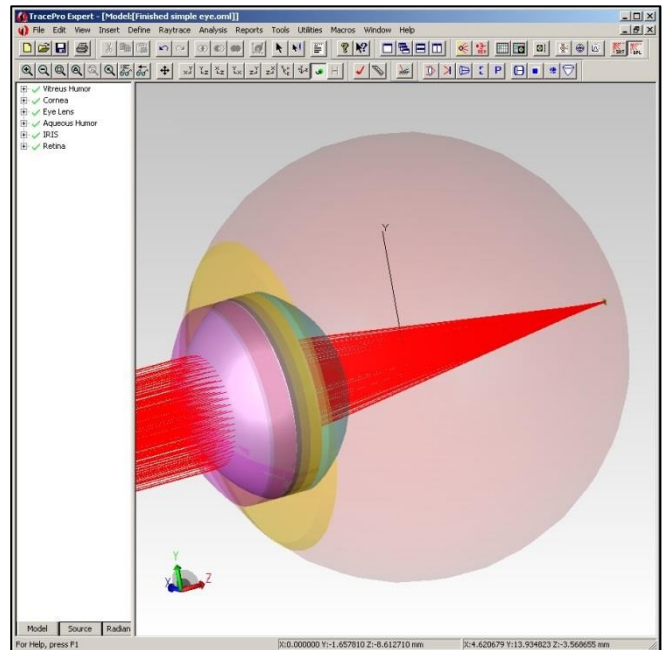 TracePro Expert - [Model:[Finished simple eye.oml]]
File Edit View Insert Define Raytrace Analysis Reports Tools Utilities Macros Window Help
Vitreus Humor
Cornea
Eye Lens
Aqueous Humor
IRIS
Retina
Y
Y
X
Z
Model Source Radian
For Help, press F1
X:0.000000 Y:-1.657810 Z:-8.612710 mm
X:4.620679 Y:13.934823 Z:-3.568655 mm